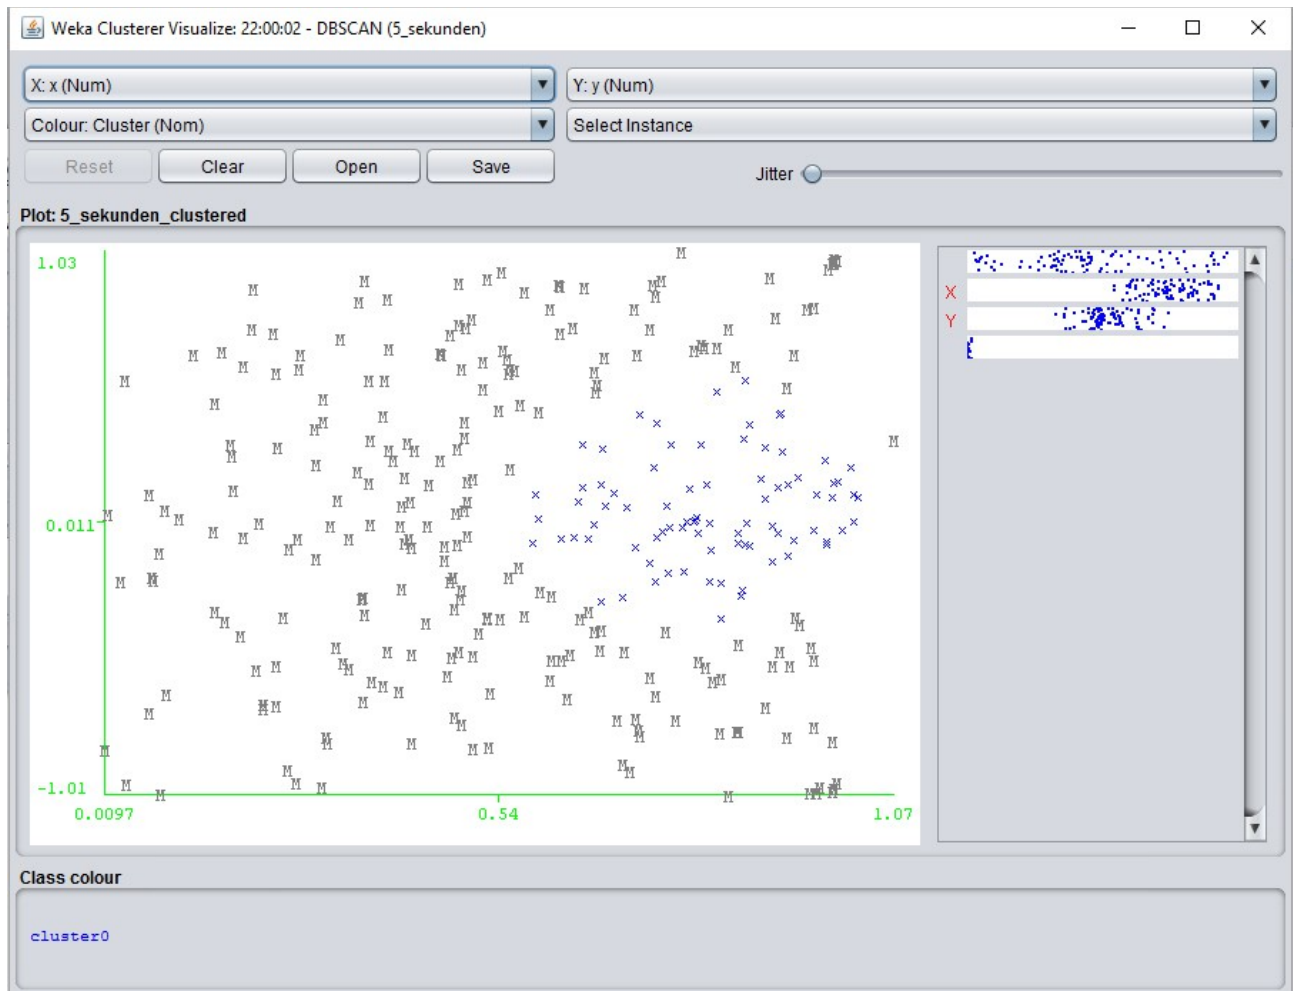 Weka Clusterer Visualize: 22:00:02 - DBSCAN (5_sekunden)
X: x (Num)
Y: y (Num)
Colour: Cluster (Nom)
Select Instance
Reset
Clear
Open
Save
Jitter
Plot: 5_sekunden_clustered
1.03
0.011
-1.01
0.0097
0.54
1.07
X
Y
Class colour
cluster0